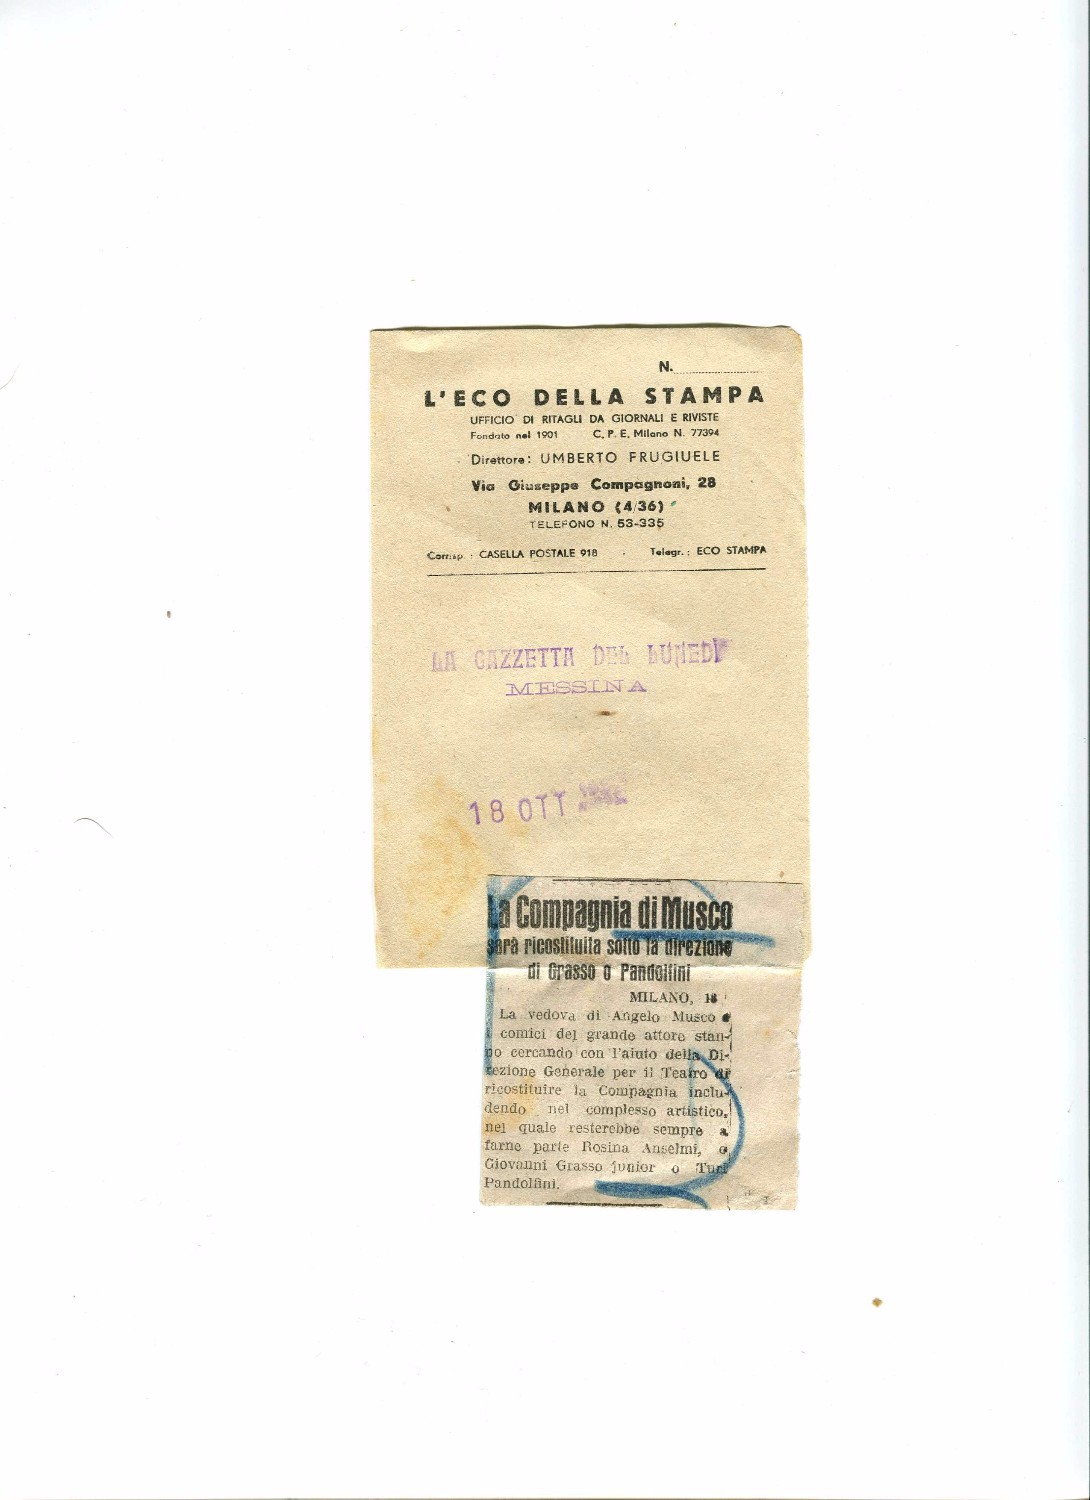 N.
L'ECO DELLA STAMPA
UFFICIO DI RITAGLI DA GIORNALI E RIVISTE
Fondato nel 1901 C. P. E. Milano N. 77394
Direttore: UMBERTO FRUGIUELE
Via Giuseppe Compagnoni, 28
MILANO (4/36)
TELEFONO N. 53-335
Corrisp.: CASELLA POSTALE 918 - Telegr.: ECO STAMPA
LA GAZZETTA DEL LUNEDÌ
MESSINA
18 OTT
La Compagnia di Musco
sarà ricostituita sotto la direzione
di Grasso o Pandolfini
MILANO, 18
La vedova di Angelo Musco e
i comici del grande attore stan-
no cercando con l'aiuto della Di-
rezione Generale per il Teatro di
ricostituire la Compagnia inclu-
dendo nel complesso artistico,
nel quale resterebbe sempre a
farne parte Rosina Anselmi, o
Giovanni Grasso junior o Turi
Pandolfini.